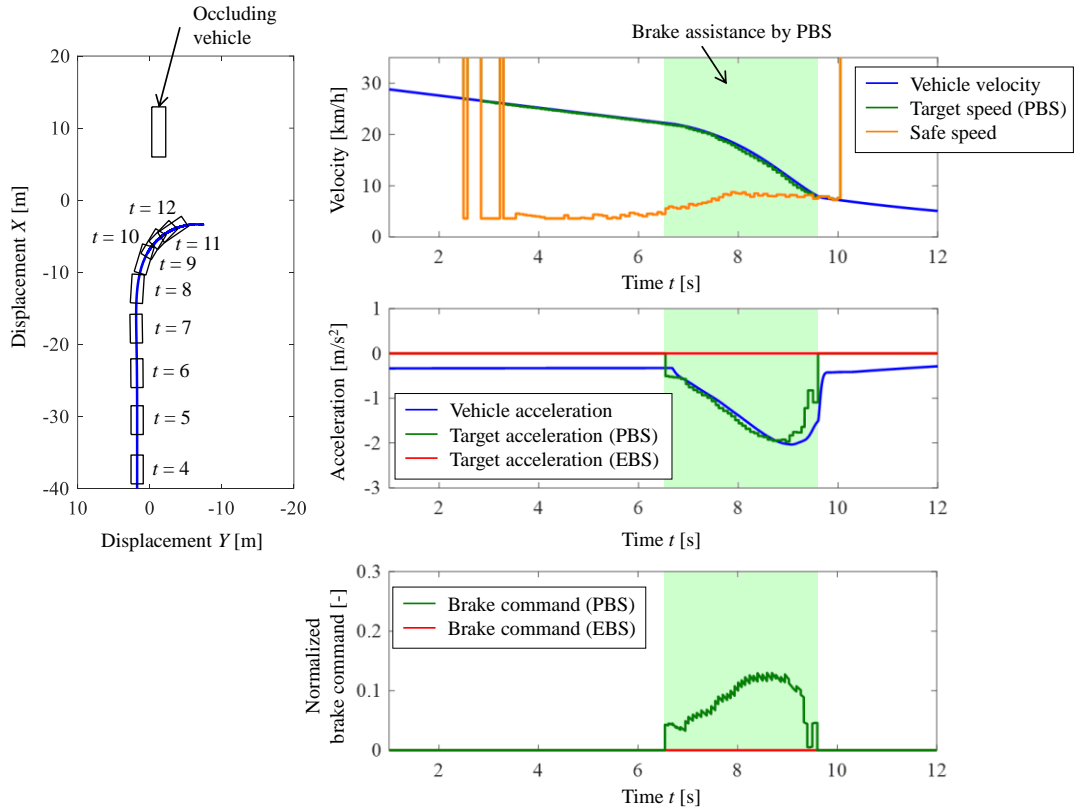 Occluding
vehicle
20
10
0
-10
-20
-30
-40
10
0
-10
-20
Displacement X [m]
Displacement Y [m]
t = 12
t = 10
t = 11
t = 9
t = 8
t = 7
t = 6
t = 5
t = 4
Brake assistance by PBS
30
20
10
0
Velocity [km/h]
Vehicle velocity
Target speed (PBS)
Safe speed
2
4
6
8
10
12
Time t [s]
1
0
-1
-2
-3
Acceleration [m/s²]
Vehicle acceleration
Target acceleration (PBS)
Target acceleration (EBS)
2
4
6
8
10
12
Time t [s]
0.3
0.2
0.1
0
Normalized
brake command [-]
Brake command (PBS)
Brake command (EBS)
2
4
6
8
10
12
Time t [s]